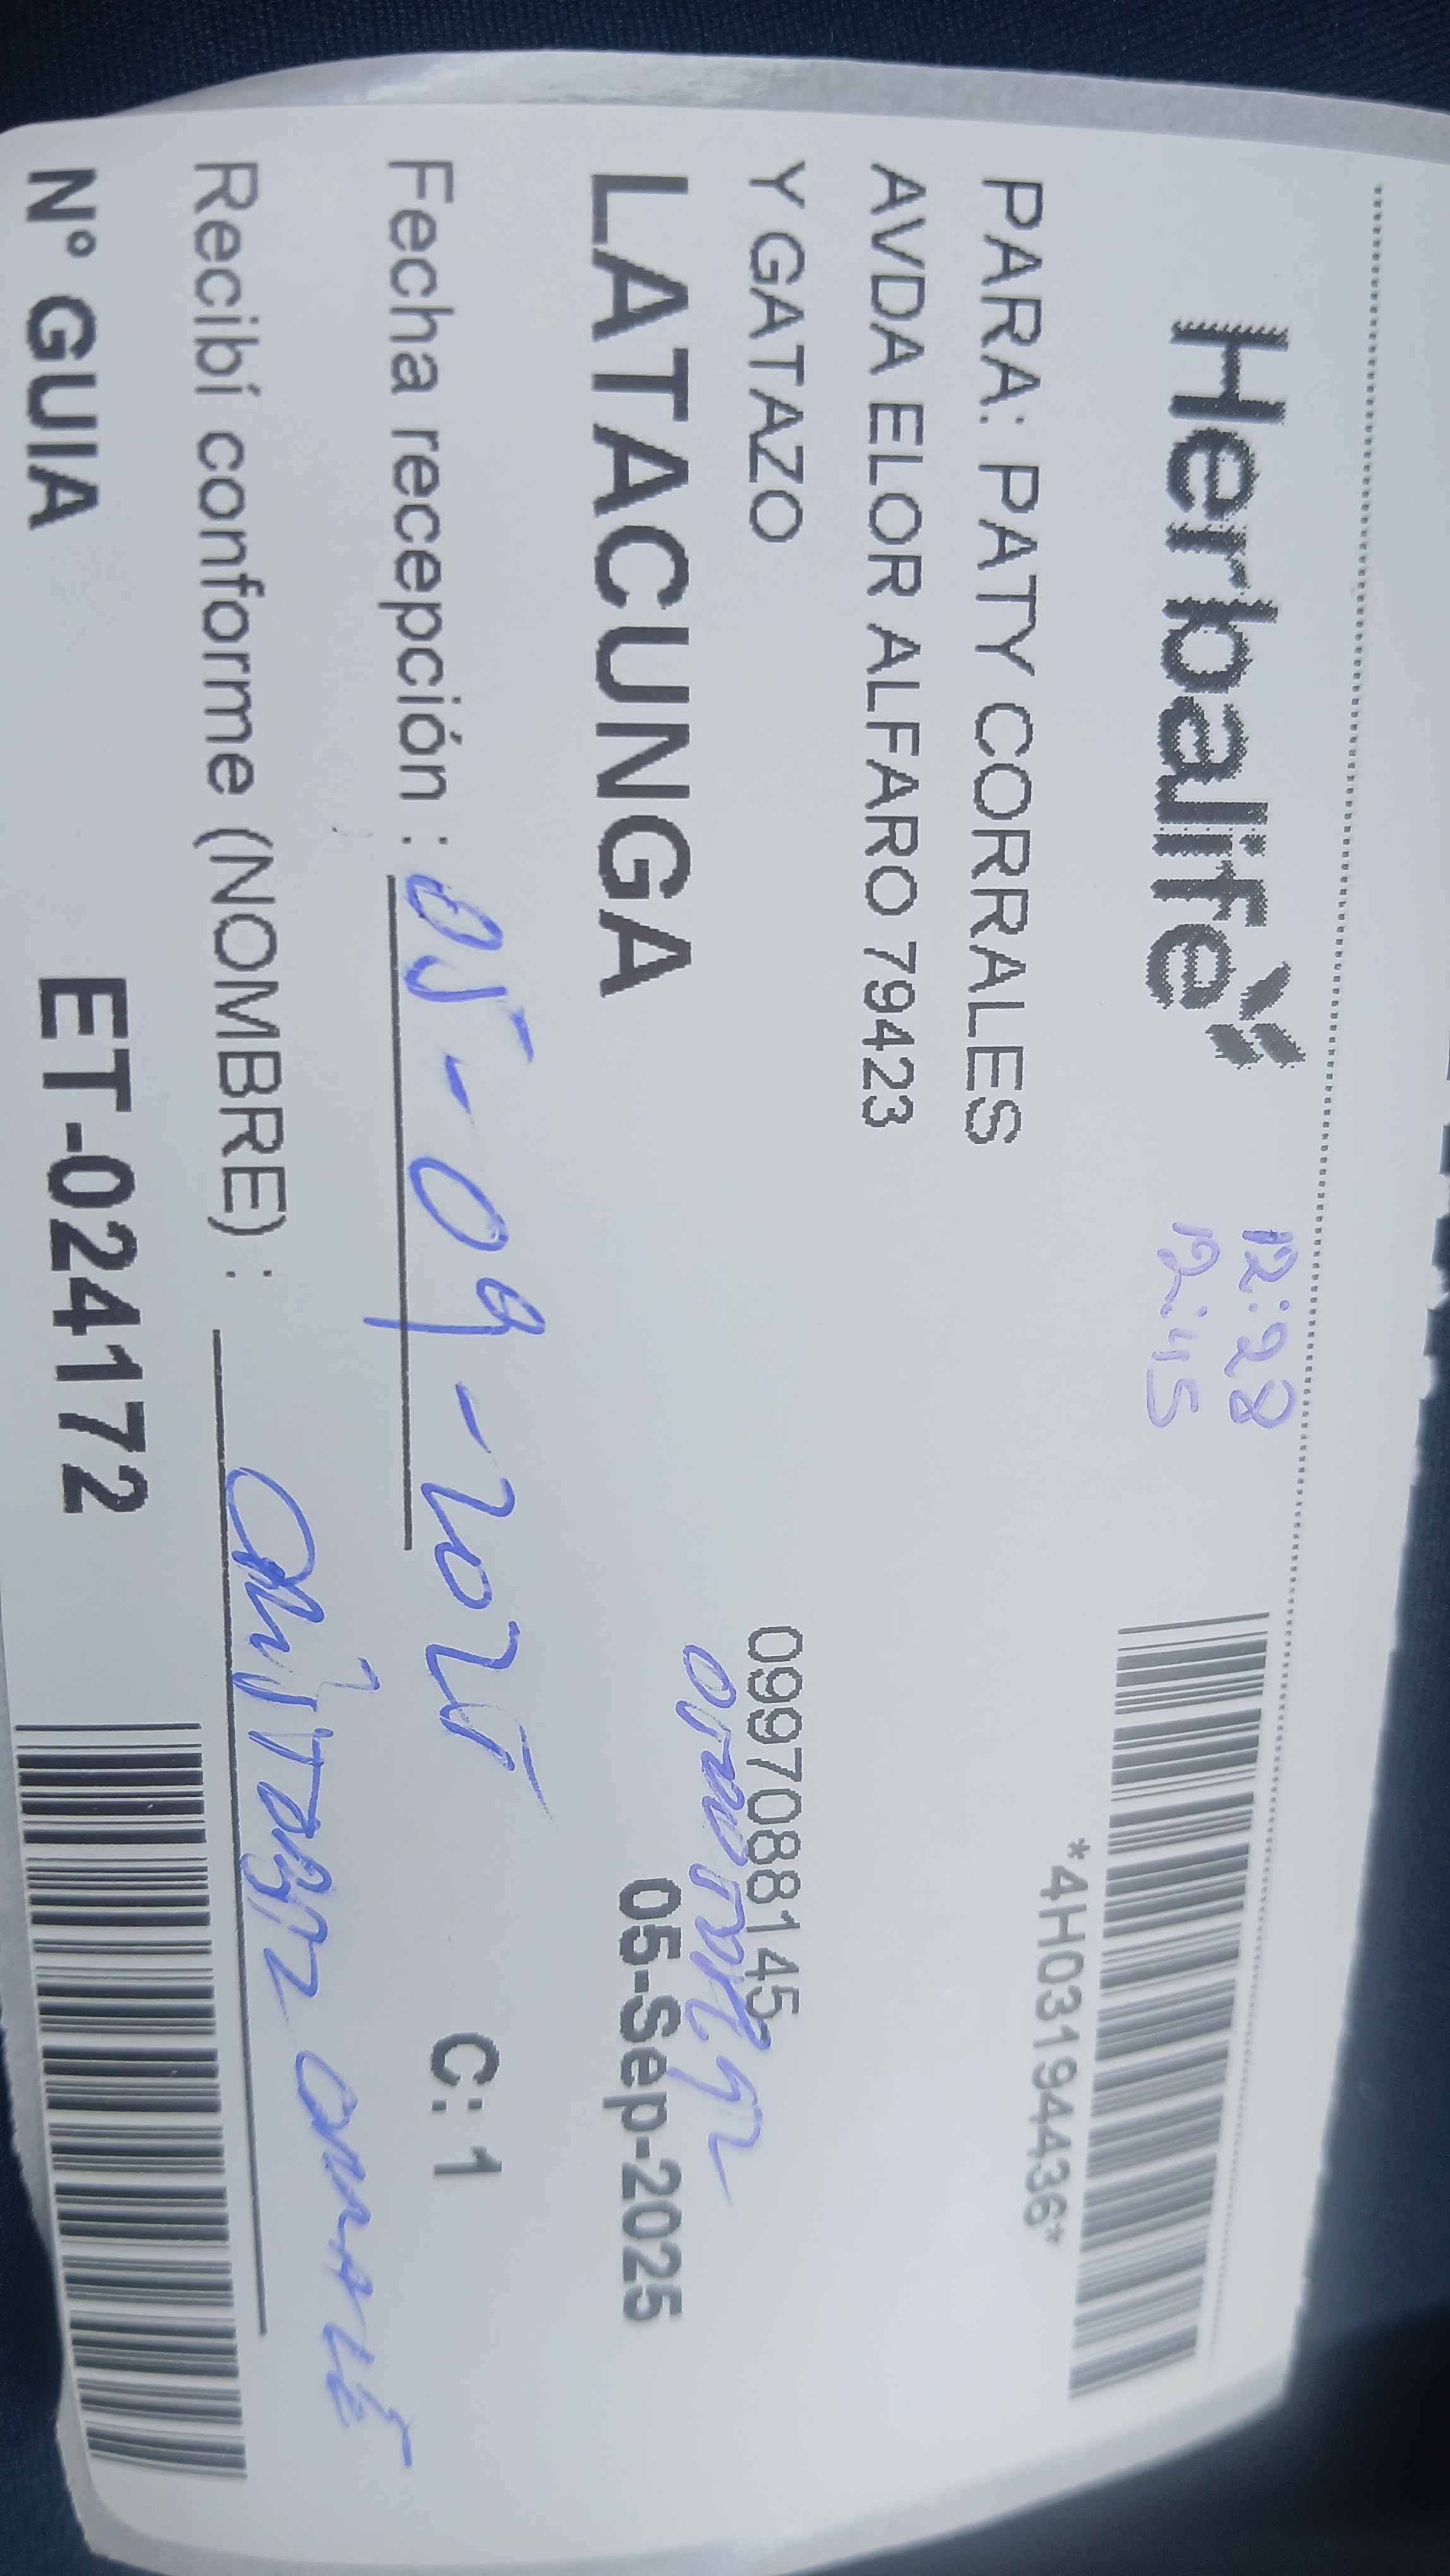 Herbalife
12:28
12:45
*4H03194436*
PARA: PATY CORRALES
AVDA ELOR ALFARO 79423
Y GATAZO
0997088145
LATACUNGA
05-Sep-2025
Fecha recepción : 05-09-2025
C: 1
Recibí conforme (NOMBRE) :
N° GUIA
ET-024172